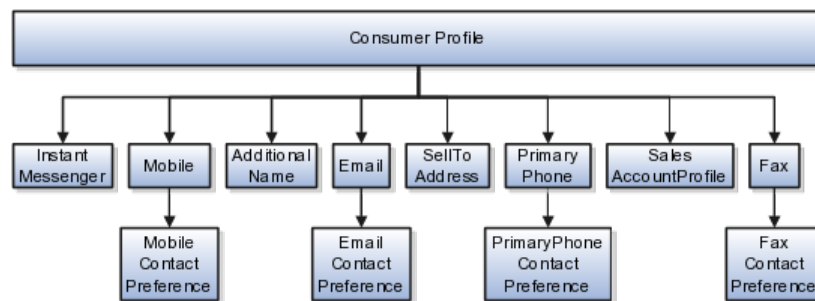 Consumer Profile
Instant
Messenger
Mobile
Additional
Name
Email
SellTo
Address
Primary
Phone
Sales
AccountProfile
Fax
Mobile
Contact
Preference
Email
Contact
Preference
PrimaryPhone
Contact
Preference
Fax
Contact
Preference